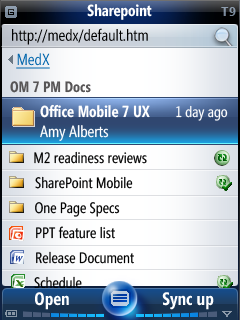 Sharepoint T9
http://medx/default.htm
MedX
OM 7 PM Docs
Office Mobile 7 UX 1 day ago
Amy Alberts
M2 readiness reviews
SharePoint Mobile
One Page Specs
PPT feature list
Release Document
Schedule
Open Sync up